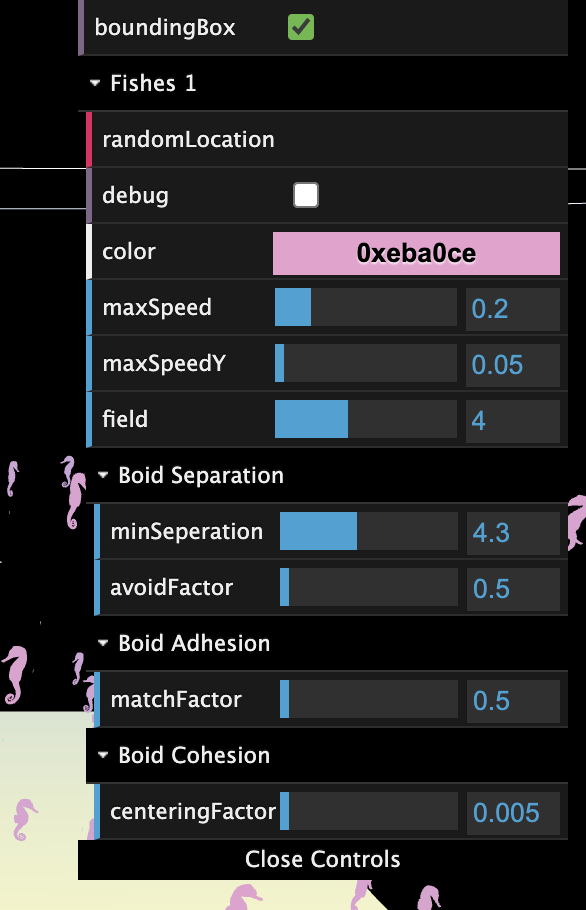 boundingBox
Fishes 1
randomLocation
debug
color 0xeba0ce
maxSpeed 0.2
maxSpeedY 0.05
field 4
Boid Separation
minSeperation 4.3
avoidFactor 0.5
Boid Adhesion
matchFactor 0.5
Boid Cohesion
centeringFactor 0.005
Close Controls